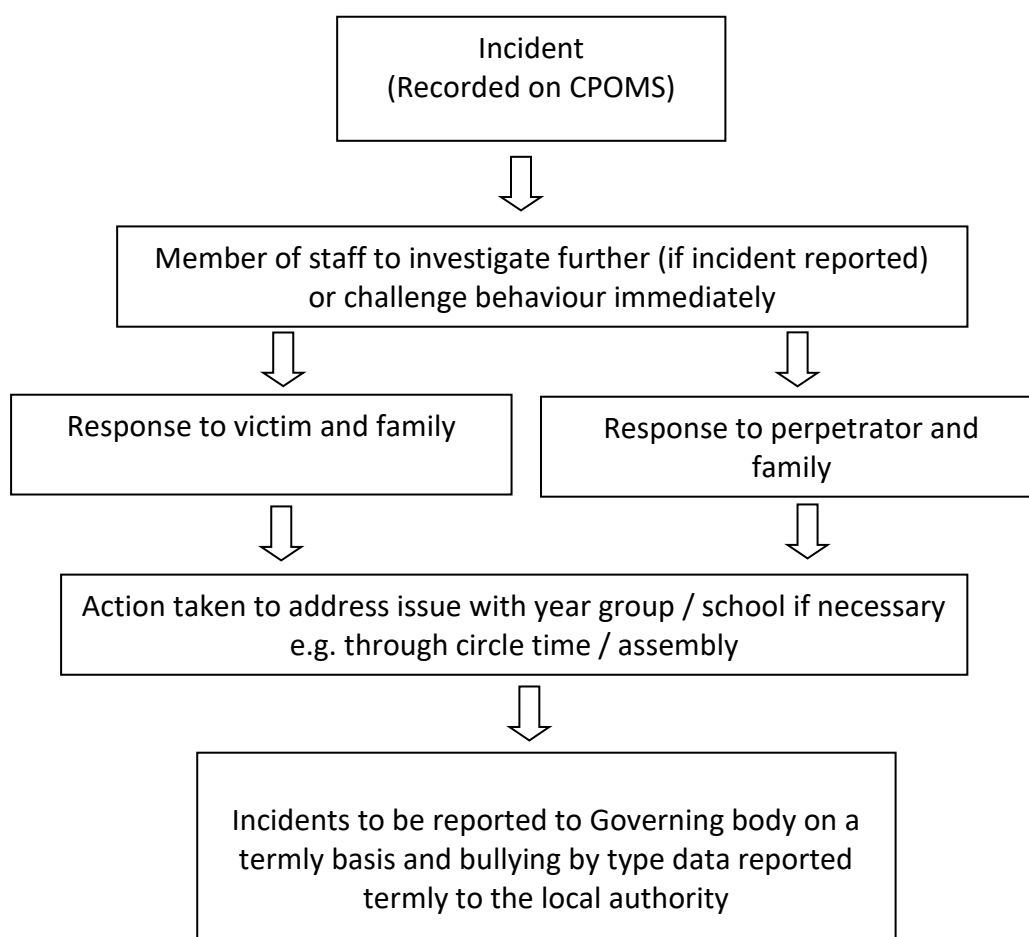 Incident
(Recorded on CPOMS)
Member of staff to investigate further (if incident reported)
or challenge behaviour immediately
Response to victim and family
Response to perpetrator and
family
Action taken to address issue with year group / school if necessary
e.g. through circle time / assembly
Incidents to be reported to Governing body on a
termly basis and bullying by type data reported
termly to the local authority